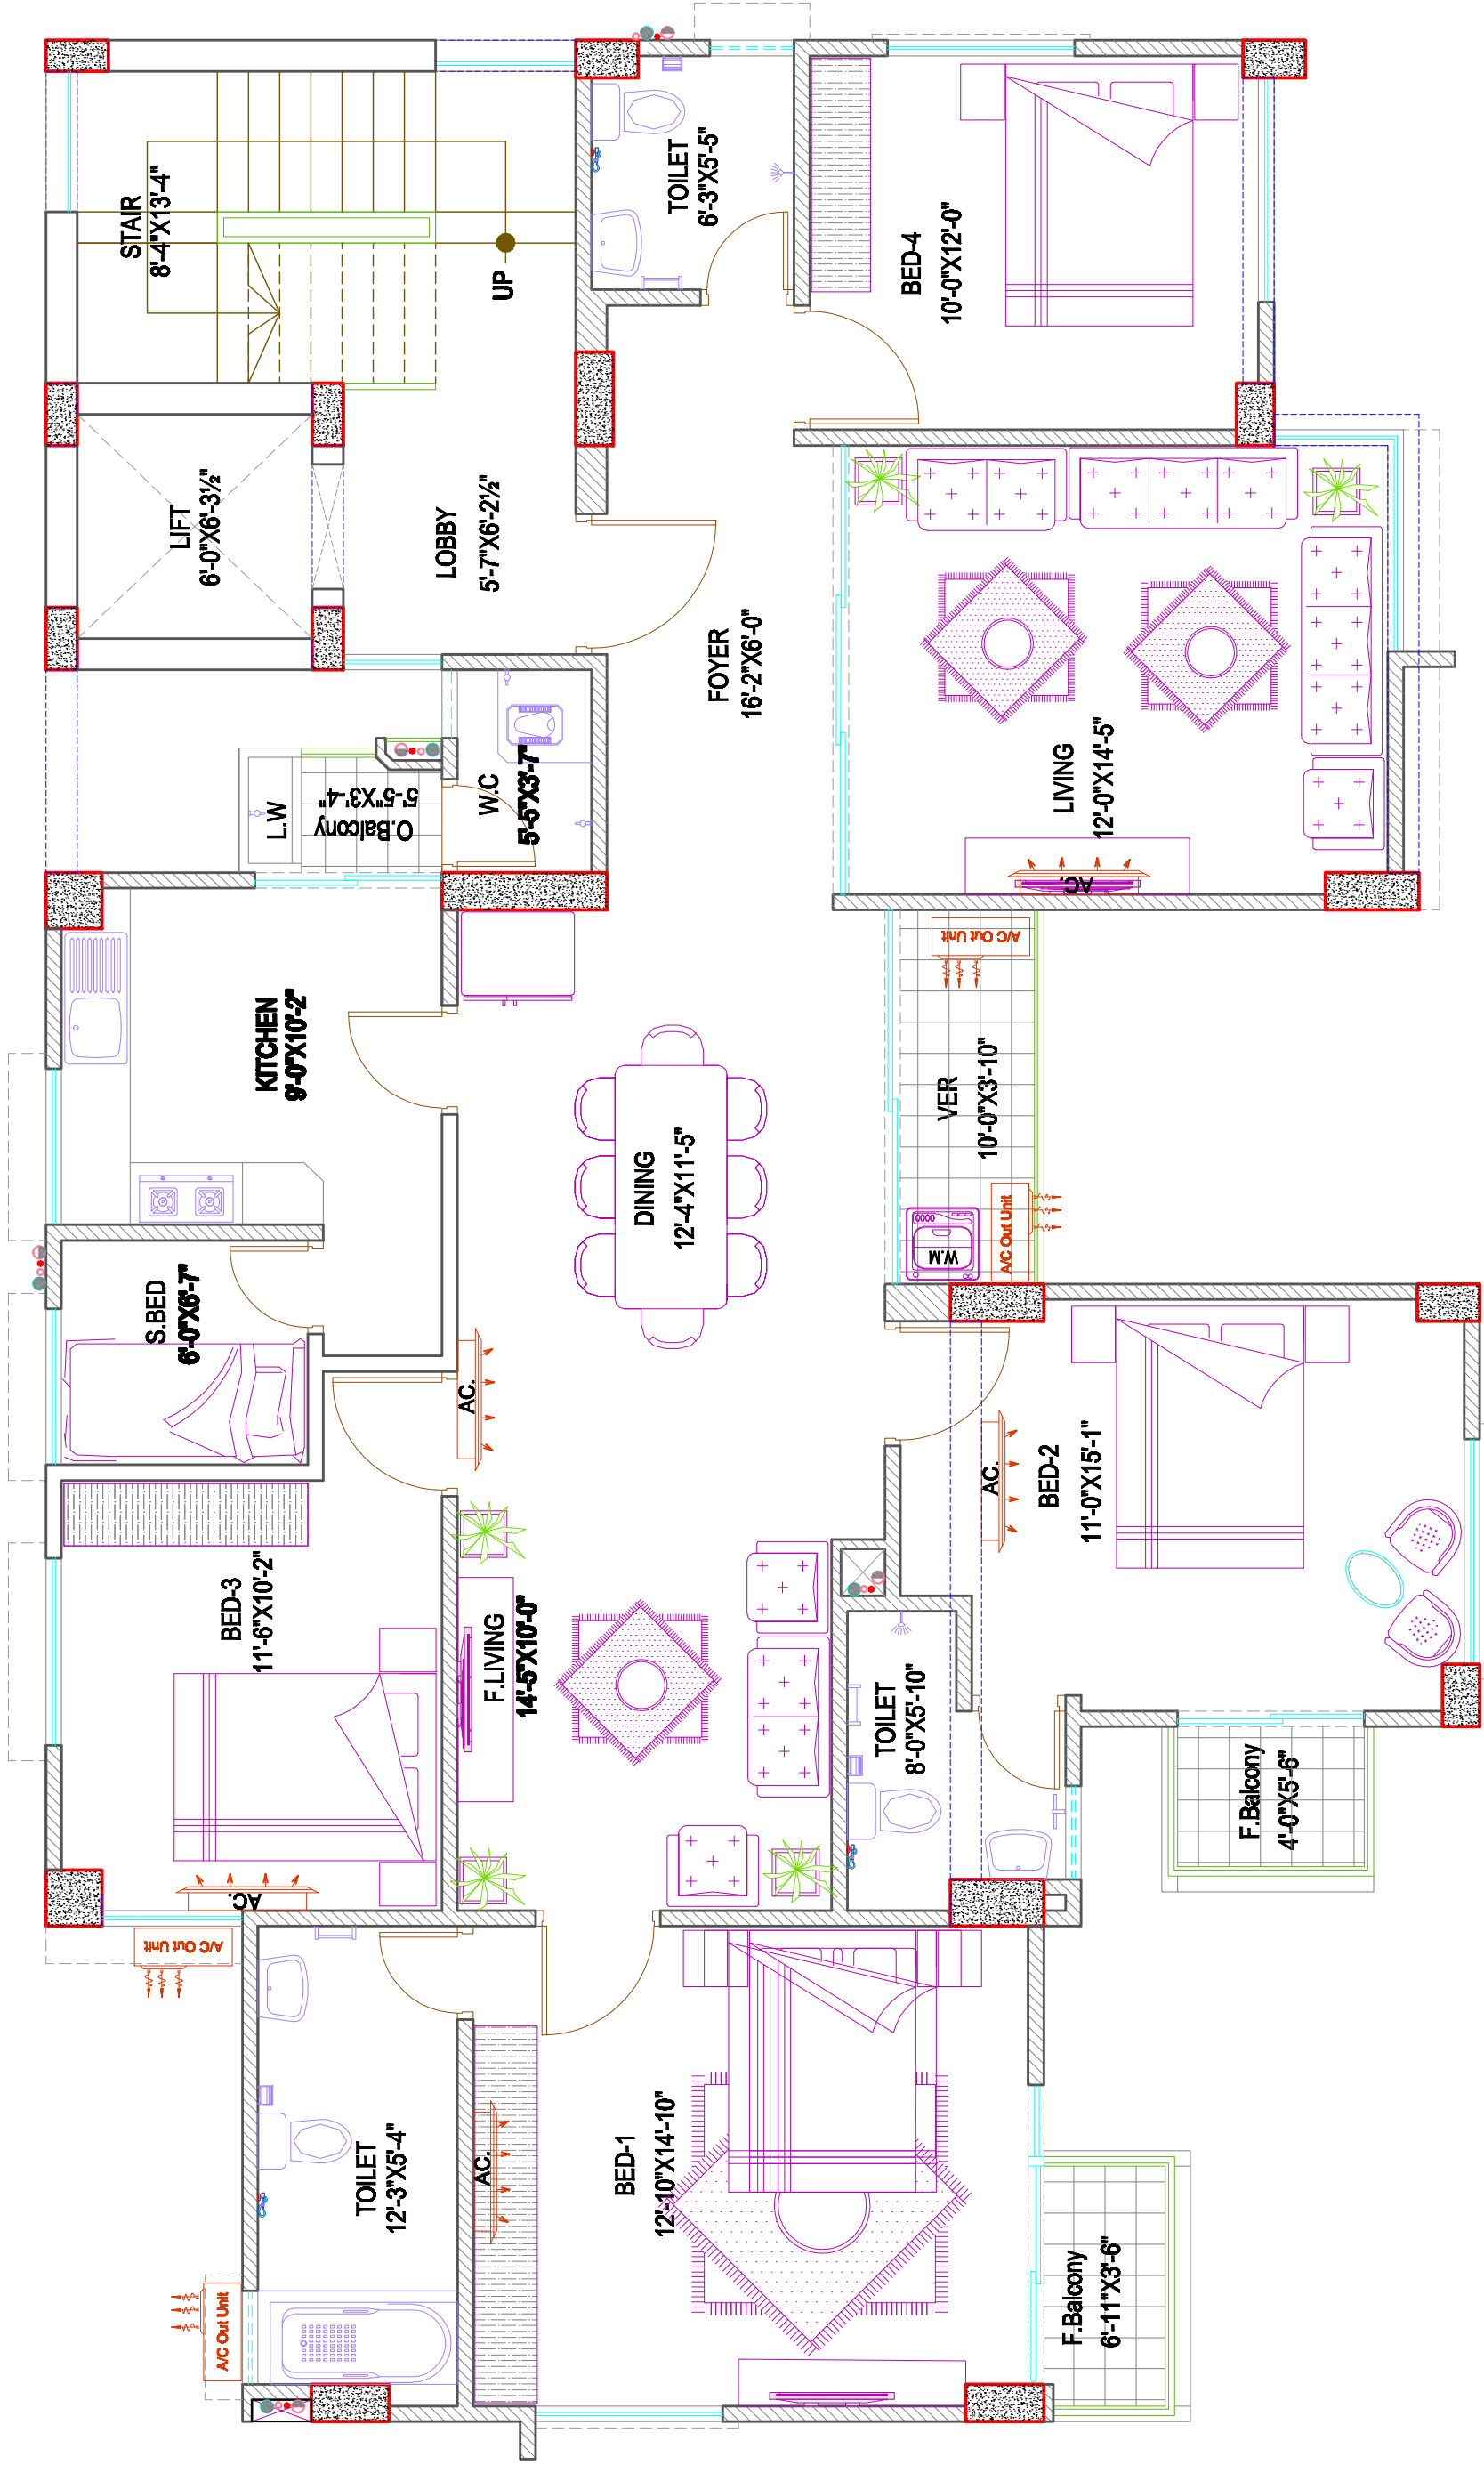 STAIR
8'-4"X13'-4"
UP
TOILET
6'-3"X5'-5"
BED-4
10'-0"X12'-0"
LIFT
6'-0"X6'-3½"
LOBBY
5'-7"X6'-2½"
FOYER
16'-2"X6'-0"
LIVING
12'-0"X14'-5"
AC.
L.W
O.Balcony
5'-5"X3'-4"
W.C
5'-5"X3'-7"
KITCHEN
9'-0"X10'-2"
DINING
12'-4"X11'-5"
A/C Out Unit
VER
10'-0"X3'-10"
W.M
A/C Out Unit
S.BED
6'-0"X6'-7"
AC.
BED-3
11'-6"X10'-2"
AC.
F.LIVING
14'-5"X10'-0"
AC.
BED-2
11'-0"X15'-1"
TOILET
8'-0"X5'-10"
F.Balcony
4'-0"X5'-6"
A/C Out Unit
TOILET
12'-3"X5'-4"
AC.
BED-1
12'-10"X14'-10"
A/C Out Unit
F.Balcony
6'-11"X3'-6"